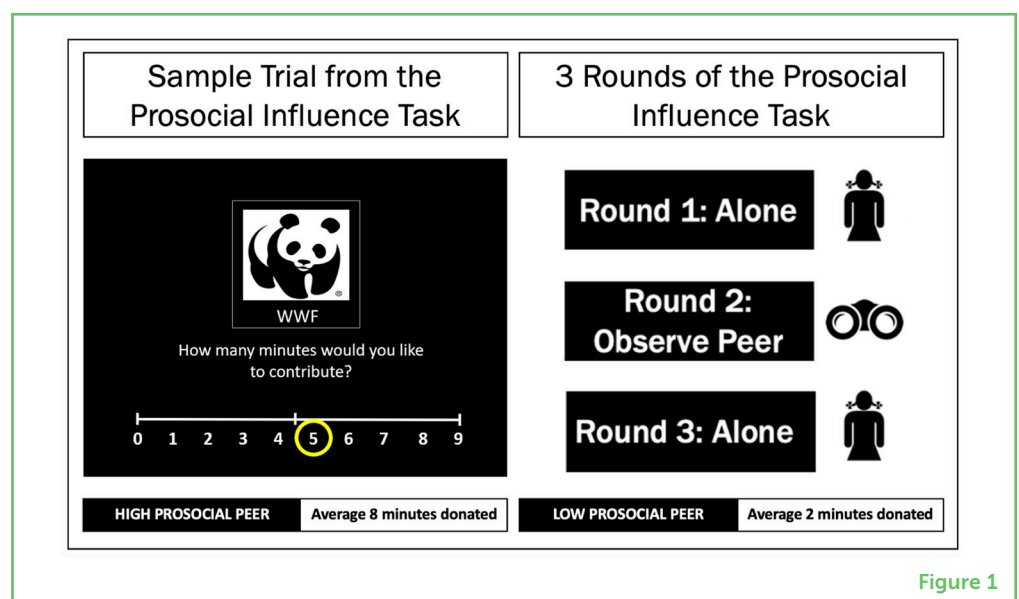 Sample Trial from the
Prosocial Influence Task
WWF
®
How many minutes would you like
to contribute?
0 1 2 3 4 5 6 7 8 9
HIGH PROSOCIAL PEER
Average 8 minutes donated
3 Rounds of the Prosocial
Influence Task
Round 1: Alone
Round 2:
Observe Peer
Round 3: Alone
LOW PROSOCIAL PEER
Average 2 minutes donated
Figure 1